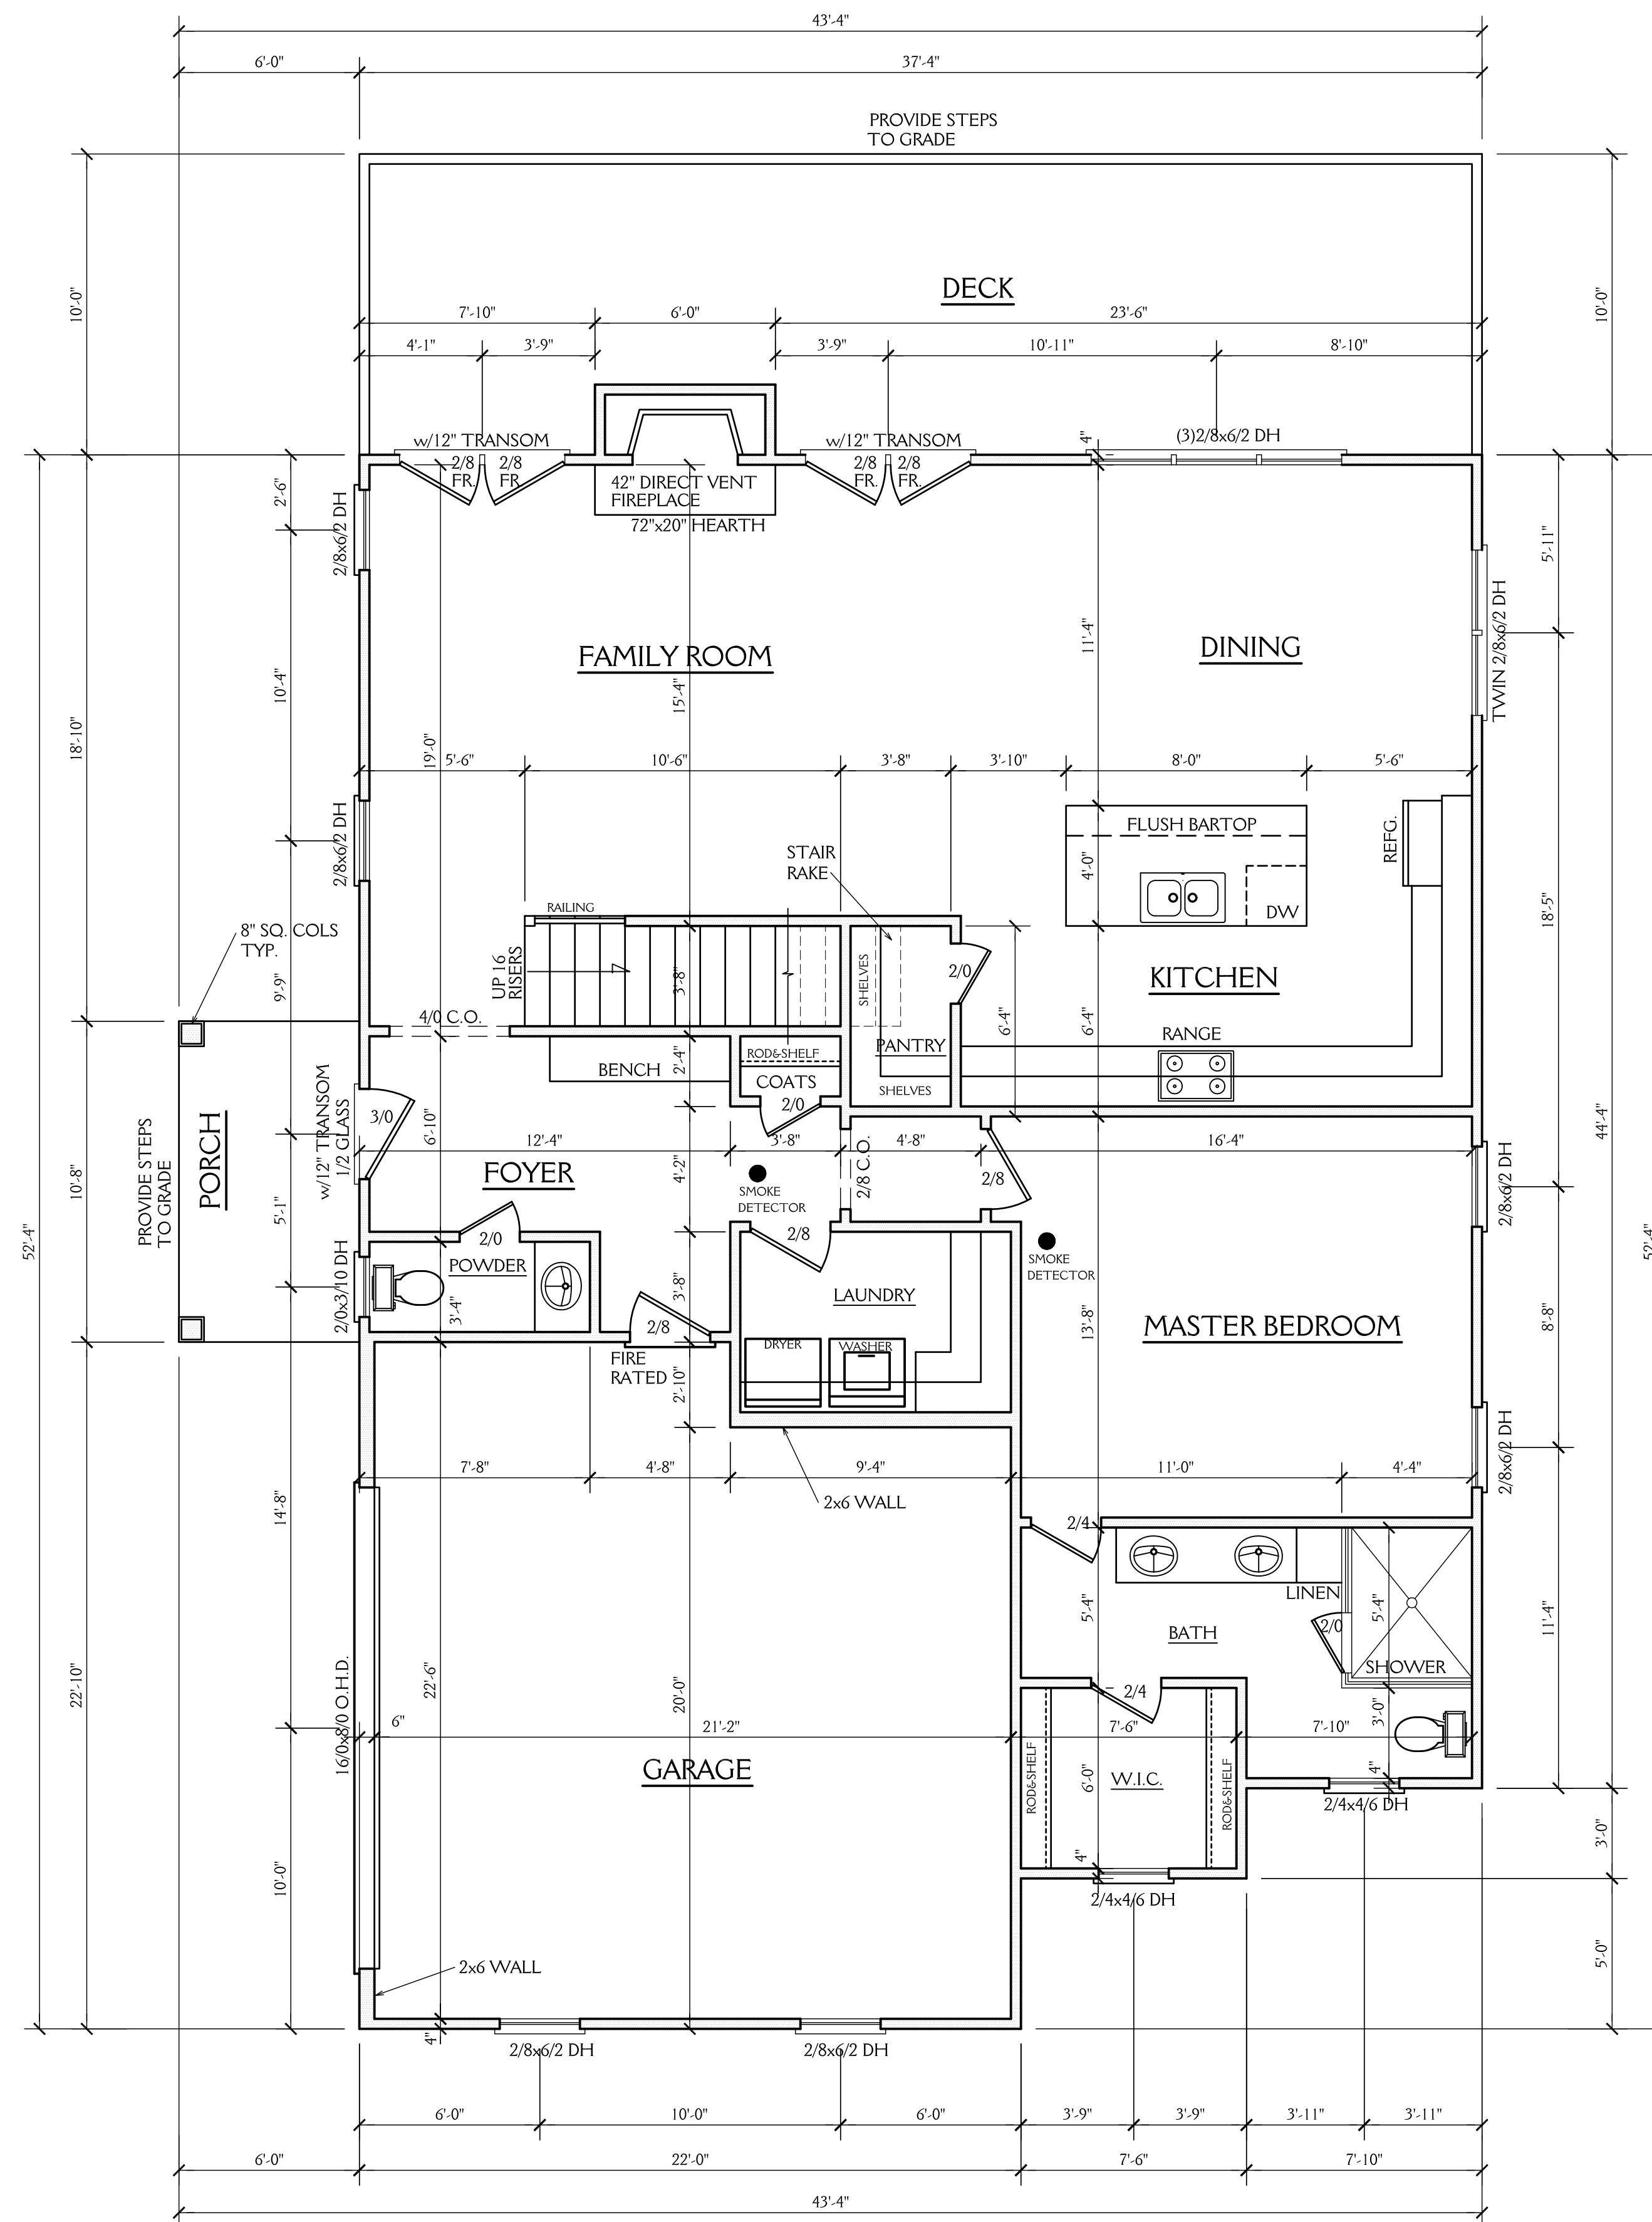 43'-4"
6'-0"
37'-4"
PROVIDE STEPS
TO GRADE
DECK
10'-0"
10'-0"
7'-10"
6'-0"
23'-6"
4'-1"
3'-9"
3'-9"
10'-11"
8'-10"
w/12" TRANSOM
w/12" TRANSOM
4"
(3)2/8x6/2 DH
2/8
FR.
2/8
FR.
2/8
FR.
2/8
FR.
42" DIRECT VENT
FIREPLACE
72"x20" HEARTH
2'-6"
2/8x6/2 DH
5'-11"
TWIN 2/8x6/2 DH
FAMILY ROOM
DINING
11'-4"
10'-4"
15'-4"
18'-10"
19'-0"
5'-6"
10'-6"
3'-8"
3'-10"
8'-0"
5'-6"
2/8x6/2 DH
FLUSH BARTOP
REFG.
4'-0"
DW
STAIR
RAKE
RAILING
18'-5"
8" SQ. COLS
TYP.
UP 16
RISERS
3'-8"
SHELVES
2/0
KITCHEN
9'-9"
4/0 C.O.
6'-4"
6'-4"
RANGE
PANTRY
ROD&SHELF
2'-4"
BENCH
COATS
SHELVES
2/0
w/12" TRANSOM
1/2 GLASS
3/0
6'-10"
44'-4"
PROVIDE STEPS
TO GRADE
PORCH
10'-8"
12'-4"
3'-8"
4'-8"
16'-4"
FOYER
4'-2"
2/8 C.O.
2/8
SMOKE
DETECTOR
2/8x6/2 DH
5'-1"
52'-4"
52'-4"
2/0
2/8
SMOKE
DETECTOR
POWDER
LAUNDRY
2/0x3/10 DH
3'-4"
3'-8"
2/8
13'-8"
MASTER BEDROOM
8'-8"
DRYER
WASHER
FIRE
RATED
2'-10"
7'-8"
4'-8"
9'-4"
11'-0"
4'-4"
2/8x6/2 DH
2x6 WALL
14'-8"
2/4
LINEN
5'-4"
5'-4"
2/0
BATH
SHOWER
11'-4"
22'-10"
16/0x8/0 O.H.D.
22'-6"
20'-0"
2/4
3'-0"
6"
21'-2"
7'-6"
7'-10"
GARAGE
ROD&SHELF
6'-0"
W.I.C.
ROD&SHELF
4"
2/4x4/6 DH
3'-0"
4"
10'-0"
2/4x4/6 DH
2x6 WALL
5'-0"
4"
2/8x6/2 DH
2/8x6/2 DH
6'-0"
10'-0"
6'-0"
3'-9"
3'-9"
3'-11"
3'-11"
6'-0"
22'-0"
7'-6"
7'-10"
43'-4"